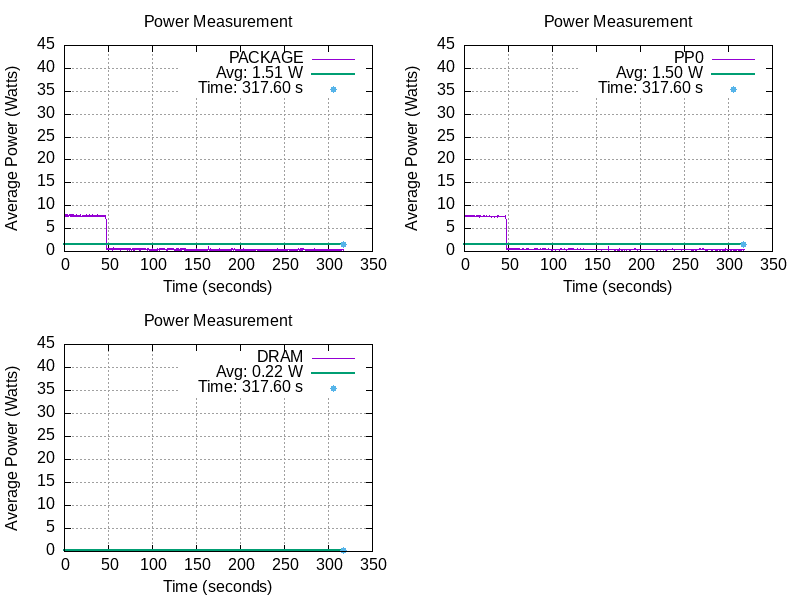 Power Measurement
Average Power (Watts)
45
40
35
30
25
20
15
10
5
0
PACKAGE
Avg: 1.51 W
Time: 317.60 s
0 50 100 150 200 250 300 350
Time (seconds)
Power Measurement
Average Power (Watts)
45
40
35
30
25
20
15
10
5
0
PP0
Avg: 1.50 W
Time: 317.60 s
0 50 100 150 200 250 300 350
Time (seconds)
Power Measurement
Average Power (Watts)
45
40
35
30
25
20
15
10
5
0
DRAM
Avg: 0.22 W
Time: 317.60 s
0 50 100 150 200 250 300 350
Time (seconds)